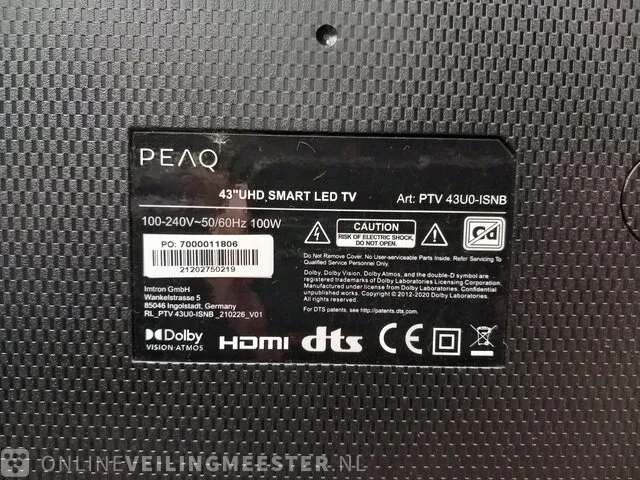 PEAQ
43"UHD SMART LED TV
Art: PTV 43U0-ISNB
100-240V~50/60Hz 100W
PO: 7000011806
21202750219
Imtron GmbH
Wankelstrasse 5
85046 Ingolstadt, Germany
RL_PTV 43U0-ISNB _210226_V01
CAUTION
RISK OF ELECTRIC SHOCK,
DO NOT OPEN.
Cd
Do Not Remove Cover. No User-serviceable Parts Inside. Refer Servicing To
Qualified Service Personnel Only.
Dolby, Dolby Vision, Dolby Atmos, and the double-D symbol are
registered trademarks of Dolby Laboratories Licensing Corporation.
Manufactured under license from Dolby Laboratories. Confidential
unpublished works. Copyright © 2012-2020 Dolby Laboratories.
All rights reserved.
For DTS patents, see http://patents.dts.com.
Dolby
VISION·ATMOS
HDMI
dts
CE
ONLINEVEILINGMEESTER.NL